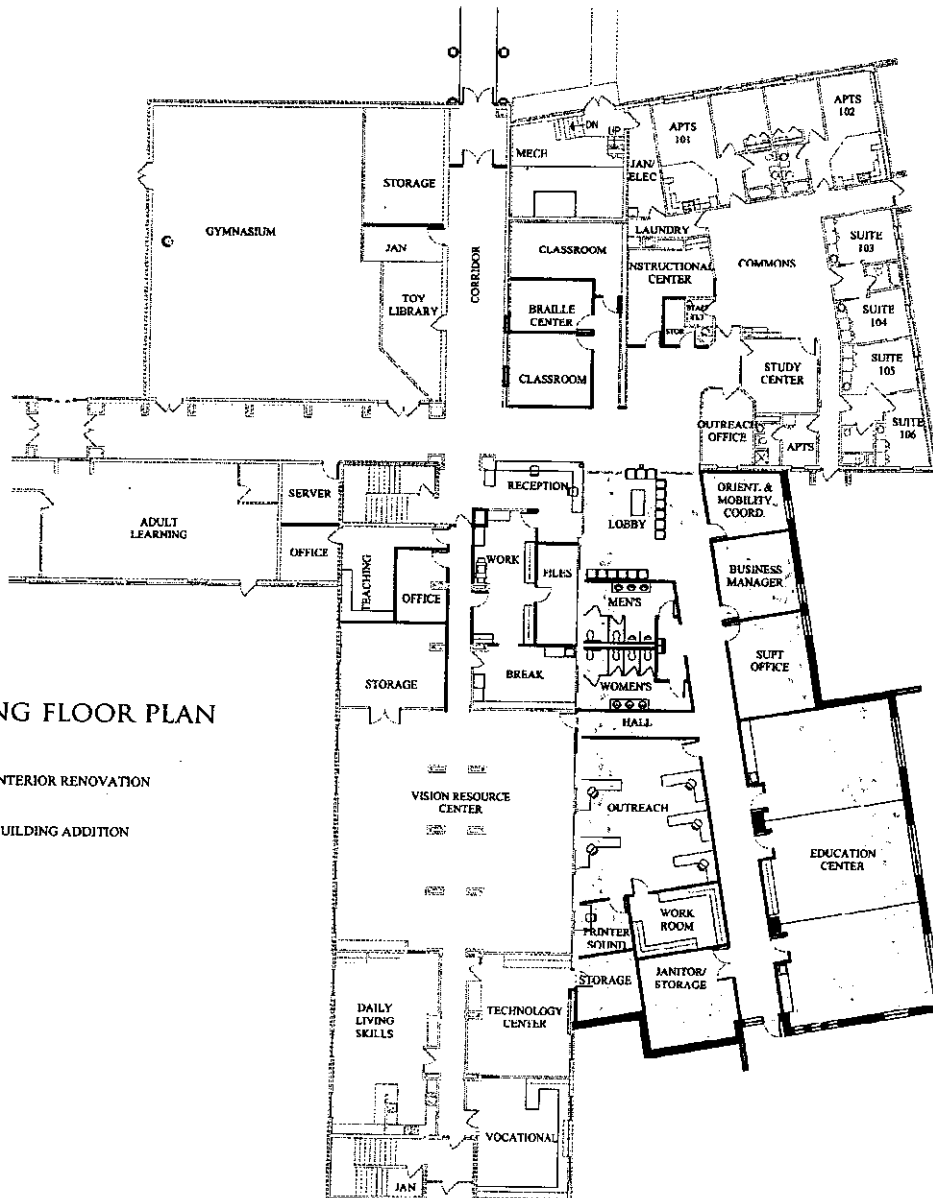 DN
UP
APTS
101
APTS
102
MECH
JAN/
ELEC
STORAGE
GYMNASIUM
JAN
CORRIDOR
CLASSROOM
LAUNDRY
INSTRUCTIONAL
CENTER
COMMONS
SUITE
103
TOY
LIBRARY
BRAILLE
CENTER
STOR
SUITE
104
CLASSROOM
STUDY
CENTER
SUITE
105
OUTREACH
OFFICE
APTS
SUITE
106
RECEPTION
LOBBY
ORIENT. &
MOBILITY
COORD.
SERVER
ADULT
LEARNING
OFFICE
TEACHING
OFFICE
WORK
FILES
BUSINESS
MANAGER
MEN'S
STORAGE
BREAK
WOMEN'S
SUPT
OFFICE
HALL
NG FLOOR PLAN
NTERIOR RENOVATION
UILDING ADDITION
VISION RESOURCE
CENTER
OUTREACH
EDUCATION
CENTER
PRINTER
SOUND
WORK
ROOM
STORAGE
JANITOR/
STORAGE
DAILY
LIVING
SKILLS
TECHNOLOGY
CENTER
VOCATIONAL
JAN